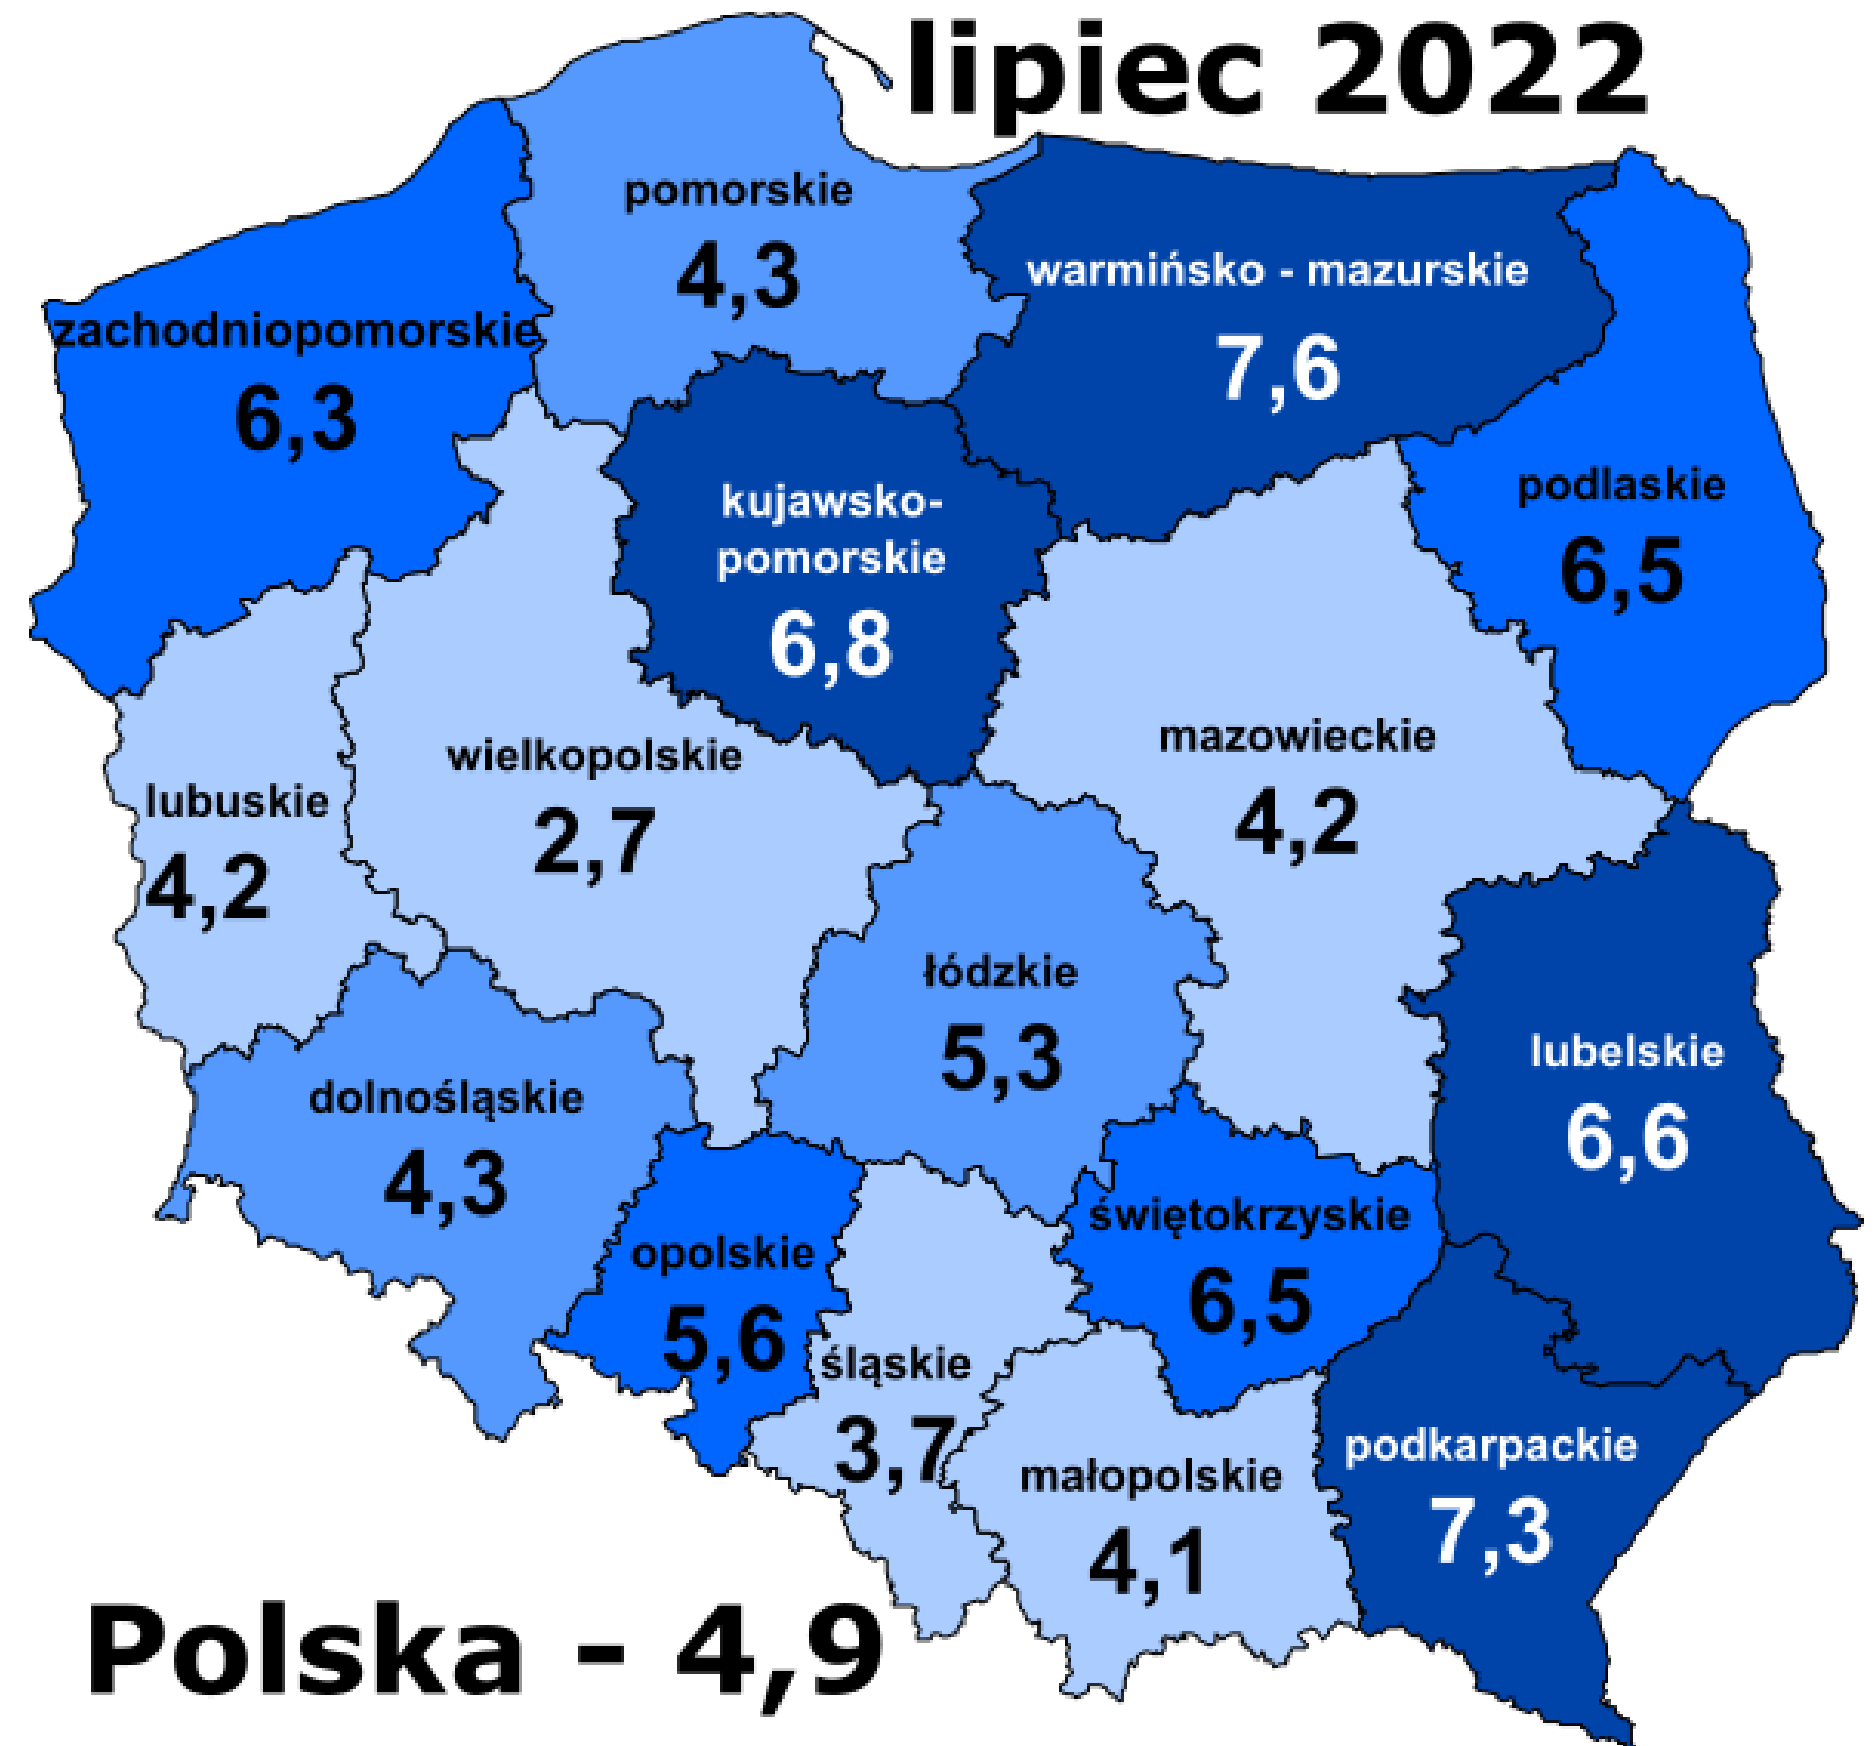 lipiec 2022
pomorskie
4,3
warmińsko - mazurskie
7,6
zachodniopomorskie
6,3
podlaskie
6,5
kujawsko-
pomorskie
6,8
mazowieckie
4,2
wielkopolskie
2,7
lubuskie
4,2
łódzkie
5,3
lubelskie
6,6
dolnośląskie
4,3
świętokrzyskie
6,5
opolskie
5,6
śląskie
3,7
podkarpackie
7,3
małopolskie
4,1
Polska - 4,9